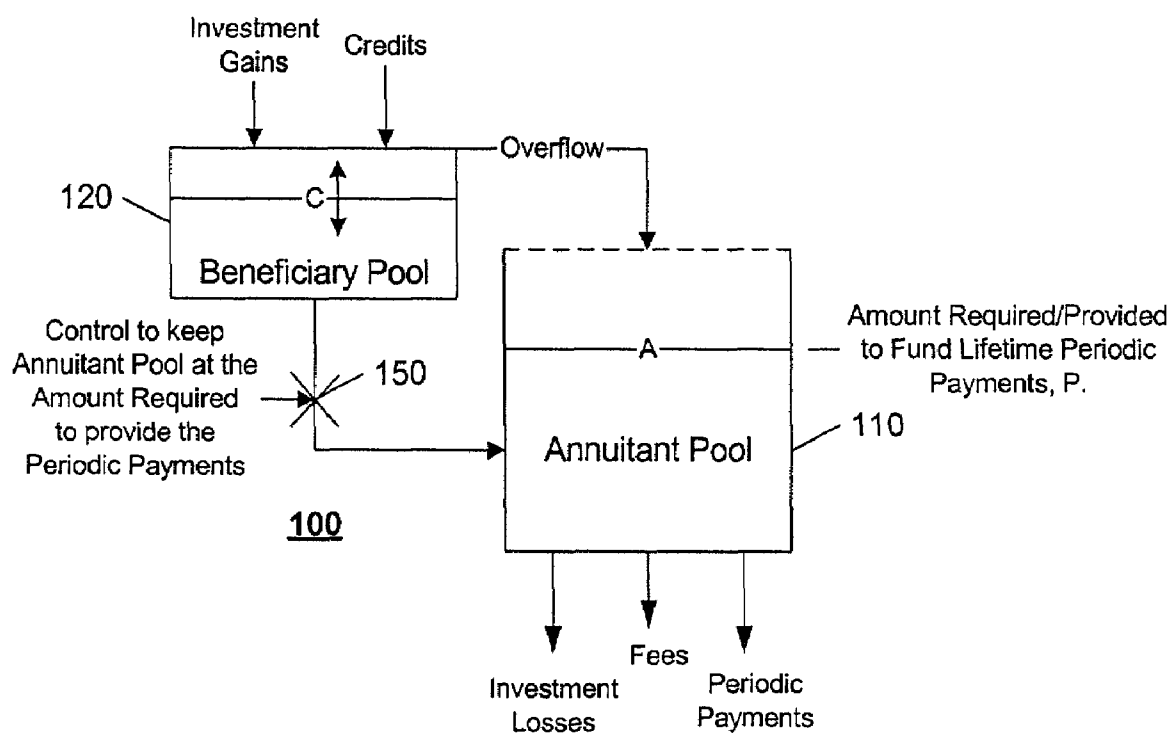 Investment
Gains
Credits
Overflow
120
C
Beneficiary Pool
Control to keep
Annuitant Pool at the
Amount Required
to provide the
Periodic Payments
150
A
Amount Required/Provided
to Fund Lifetime Periodic
Payments, P.
110
Annuitant Pool
100
Investment
Losses
Fees
Periodic
Payments